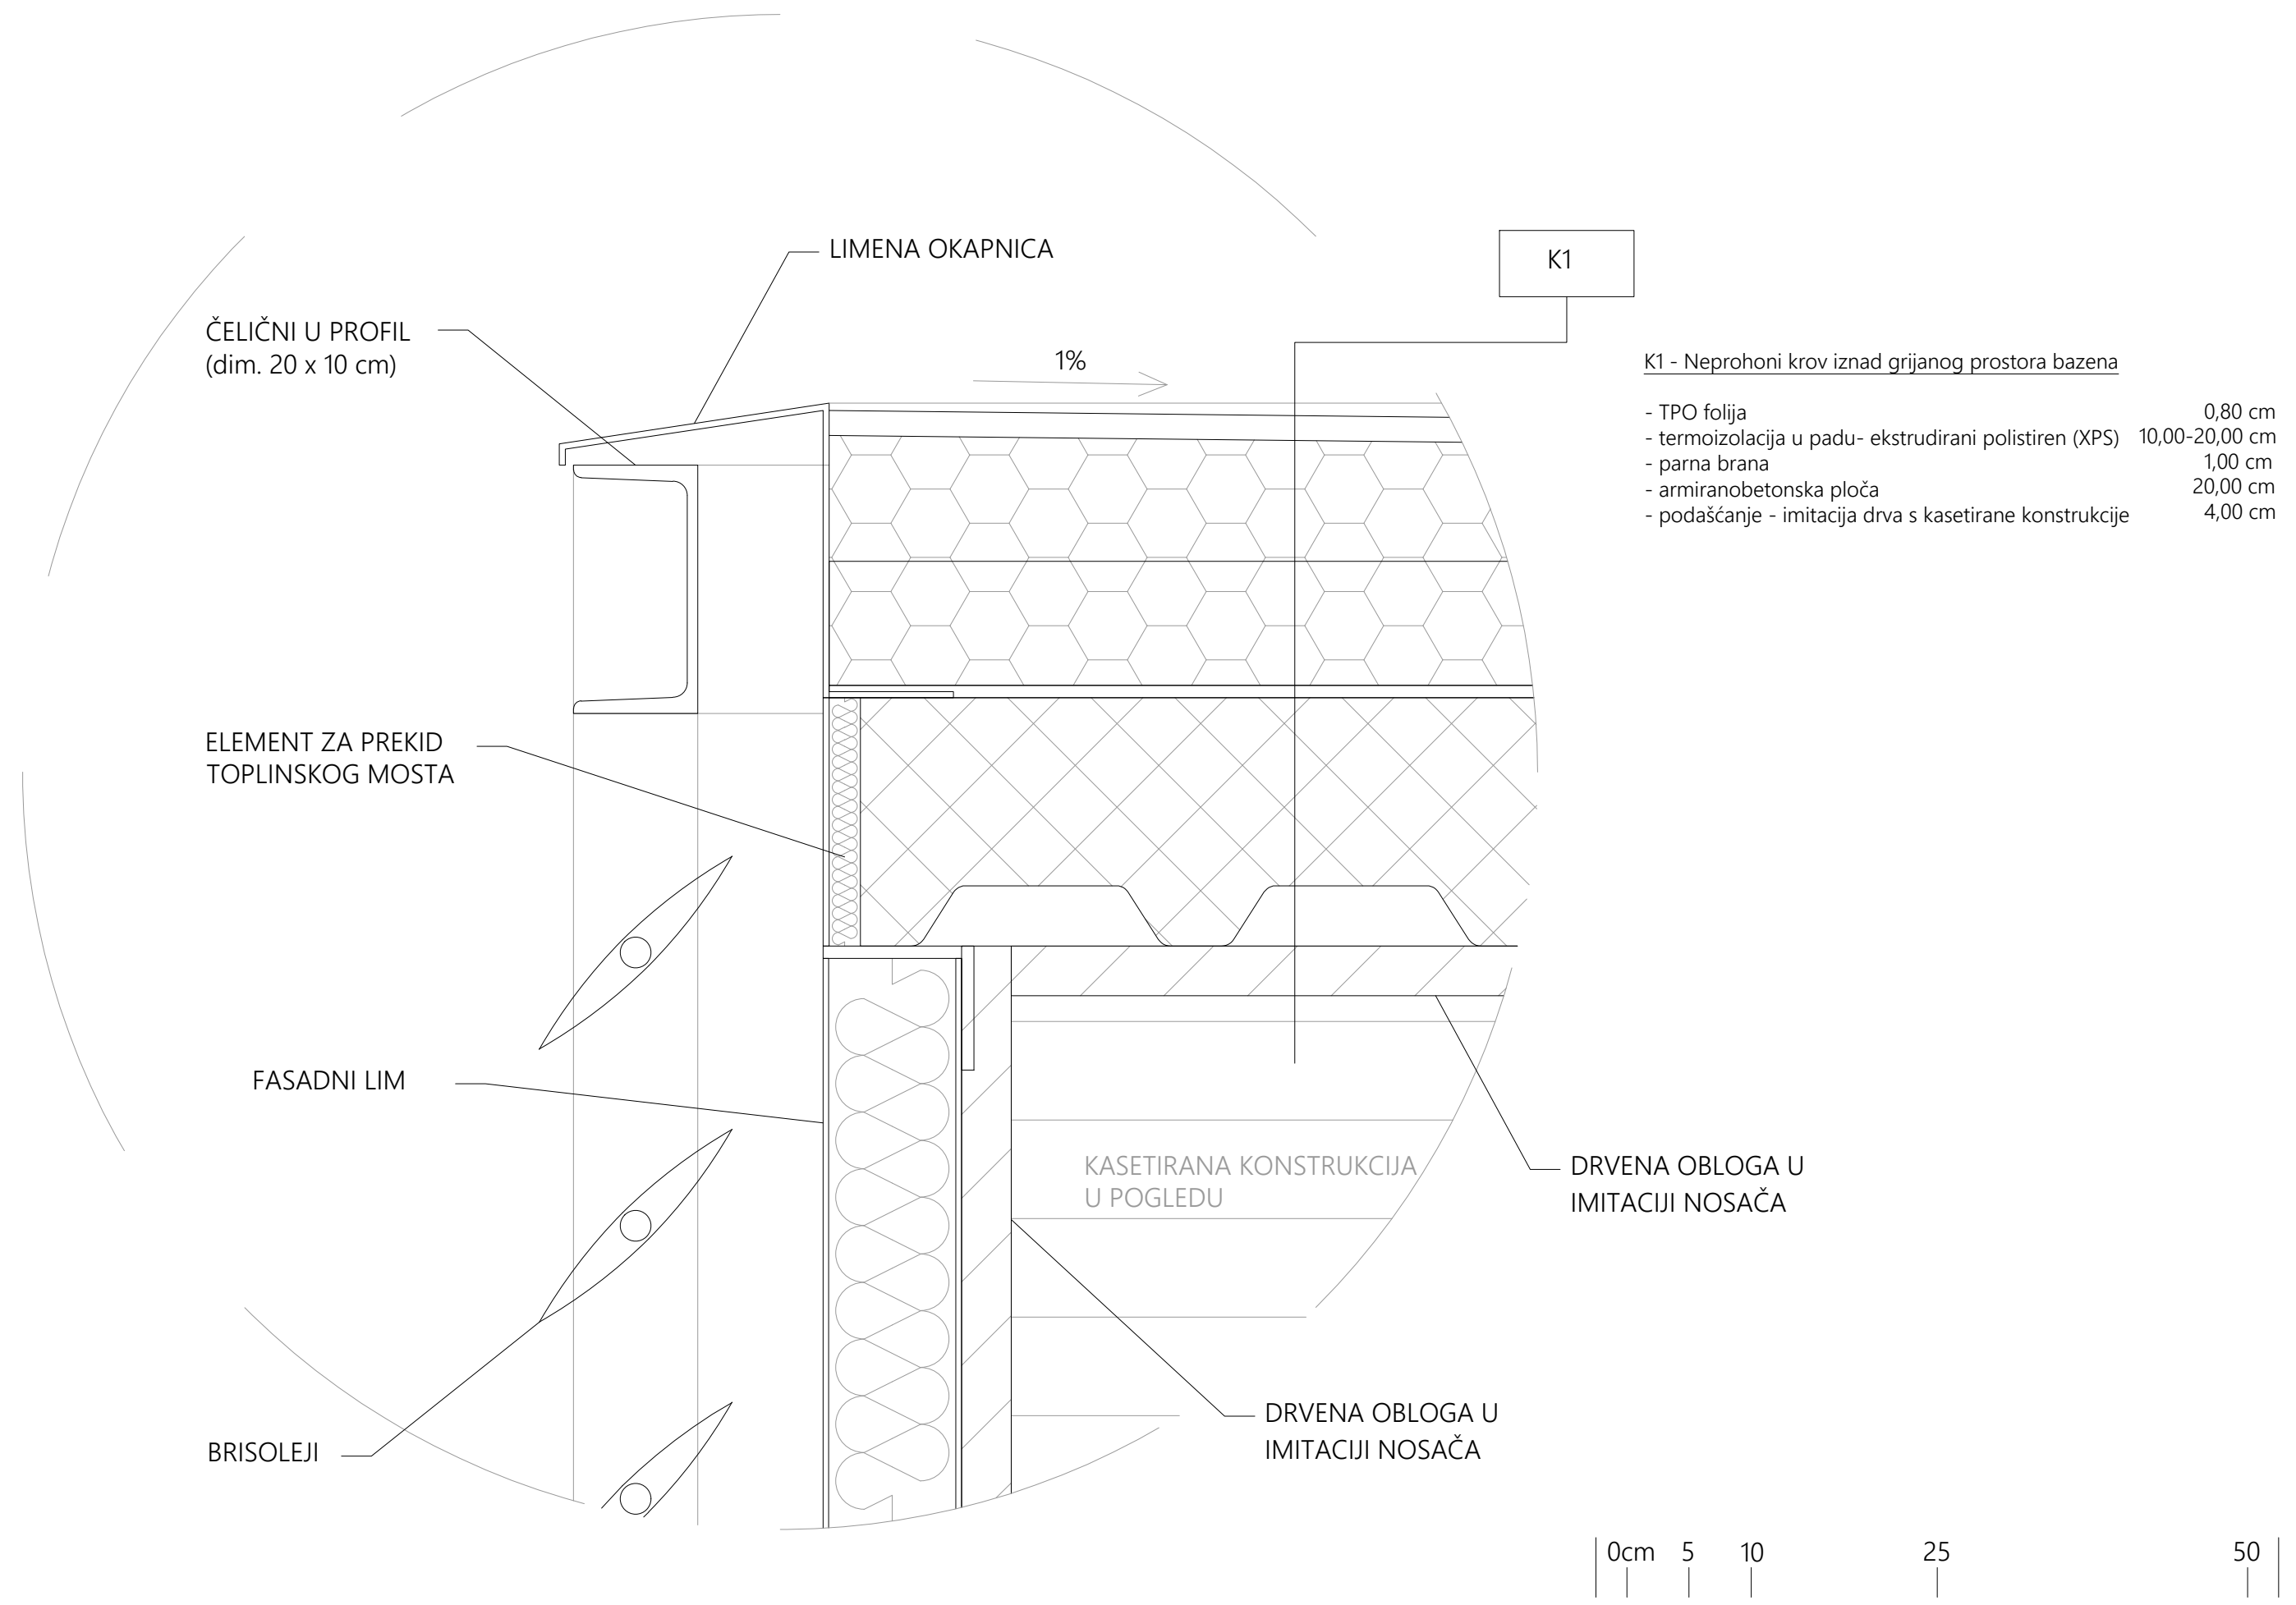 LIMENA OKAPNICA
K1
ČELIČNI U PROFIL
(dim. 20 x 10 cm)
1%
K1 - Neprohoni krov iznad grijanog prostora bazena
- TPO folija 0,80 cm
- termoizolacija u padu- ekstrudirani polistiren (XPS) 10,00-20,00 cm
- parna brana 1,00 cm
- armiranobetonska ploča 20,00 cm
- podašćanje - imitacija drva s kasetirane konstrukcije 4,00 cm
ELEMENT ZA PREKID
TOPLINSKOG MOSTA
FASADNI LIM
KASETIRANA KONSTRUKCIJA
U POGLEDU
DRVENA OBLOGA U
IMITACIJI NOSAČA
DRVENA OBLOGA U
IMITACIJI NOSAČA
BRISOLEJI
0cm 5 10 25 50